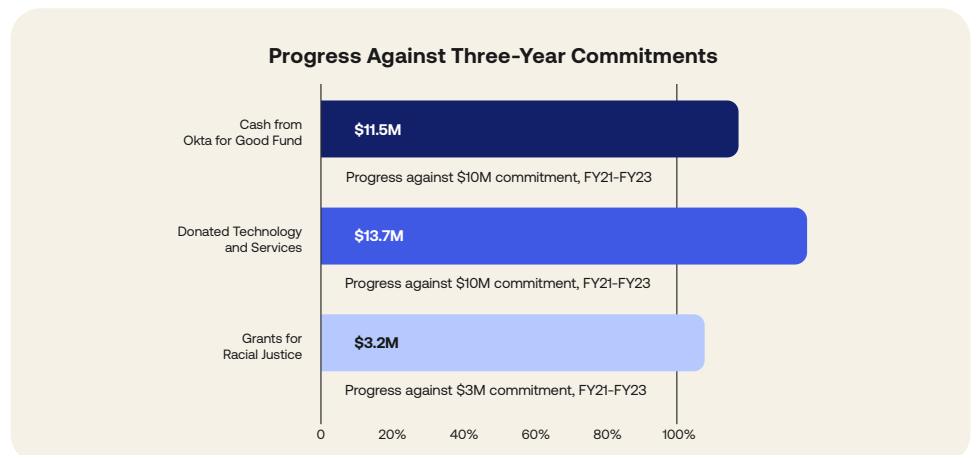 Progress Against Three-Year Commitments
Cash from
Okta for Good Fund
$11.5M
Progress against $10M commitment, FY21-FY23
Donated Technology
and Services
$13.7M
Progress against $10M commitment, FY21-FY23
Grants for
Racial Justice
$3.2M
Progress against $3M commitment, FY21-FY23
0 20% 40% 60% 80% 100%